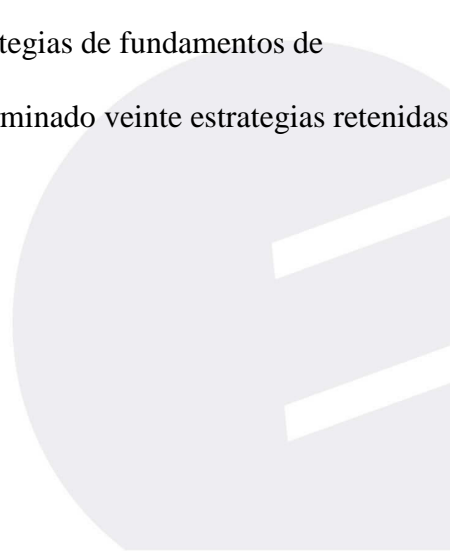 tegias de fundamentos de
minado veinte estrategias retenidas